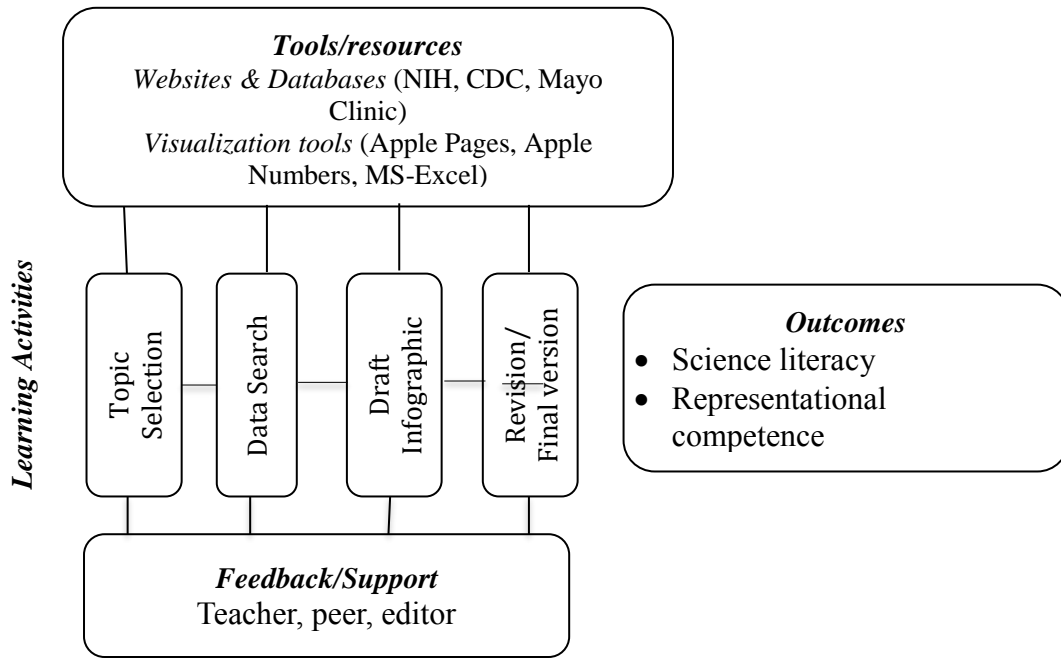 Tools/resources
Websites & Databases (NIH, CDC, Mayo
Clinic)
Visualization tools (Apple Pages, Apple
Numbers, MS-Excel)
Learning Activities
Topic
Selection
Data Search
Draft
Infographic
Revision/
Final version
Outcomes
• Science literacy
• Representational
competence
Feedback/Support
Teacher, peer, editor